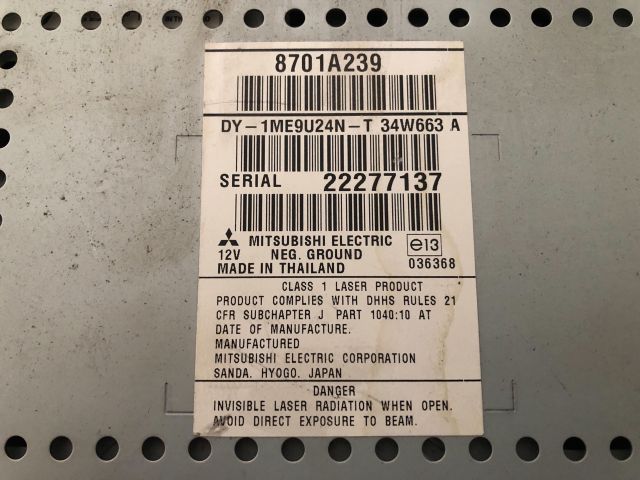 8701A239
DY-1ME9U24N-T 34W663 A
SERIAL 22277137
MITSUBISHI ELECTRIC e13
12V NEG. GROUND 036368
MADE IN THAILAND
CLASS 1 LASER PRODUCT
PRODUCT COMPLIES WITH DHHS RULES 21
CFR SUBCHAPTER J PART 1040:10 AT
DATE OF MANUFACTURE.
MANUFACTURED
MITSUBISHI ELECTRIC CORPORATION
SANDA. HYOGO. JAPAN
DANGER
INVISIBLE LASER RADIATION WHEN OPEN.
AVOID DIRECT EXPOSURE TO BEAM.